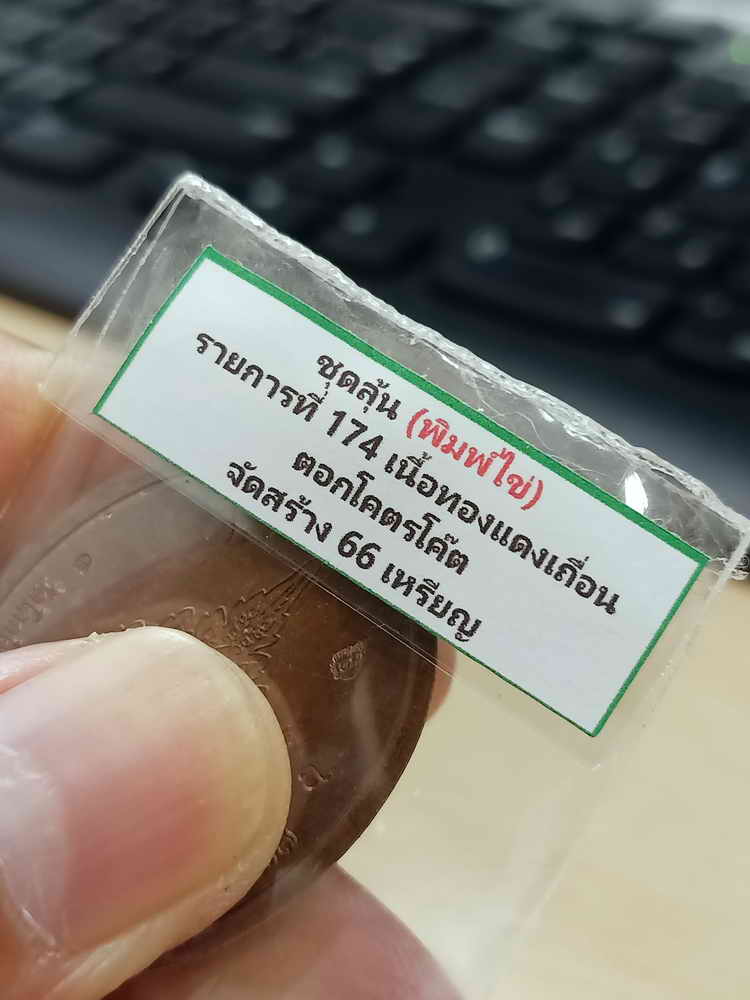 ชุดลุ้น (พิมพ์ไข่)
รายการที่ 174 เนื้อทองแดงเถื่อน
ตอกโคตรโค๊ต
จัดสร้าง 66 เหรียญ